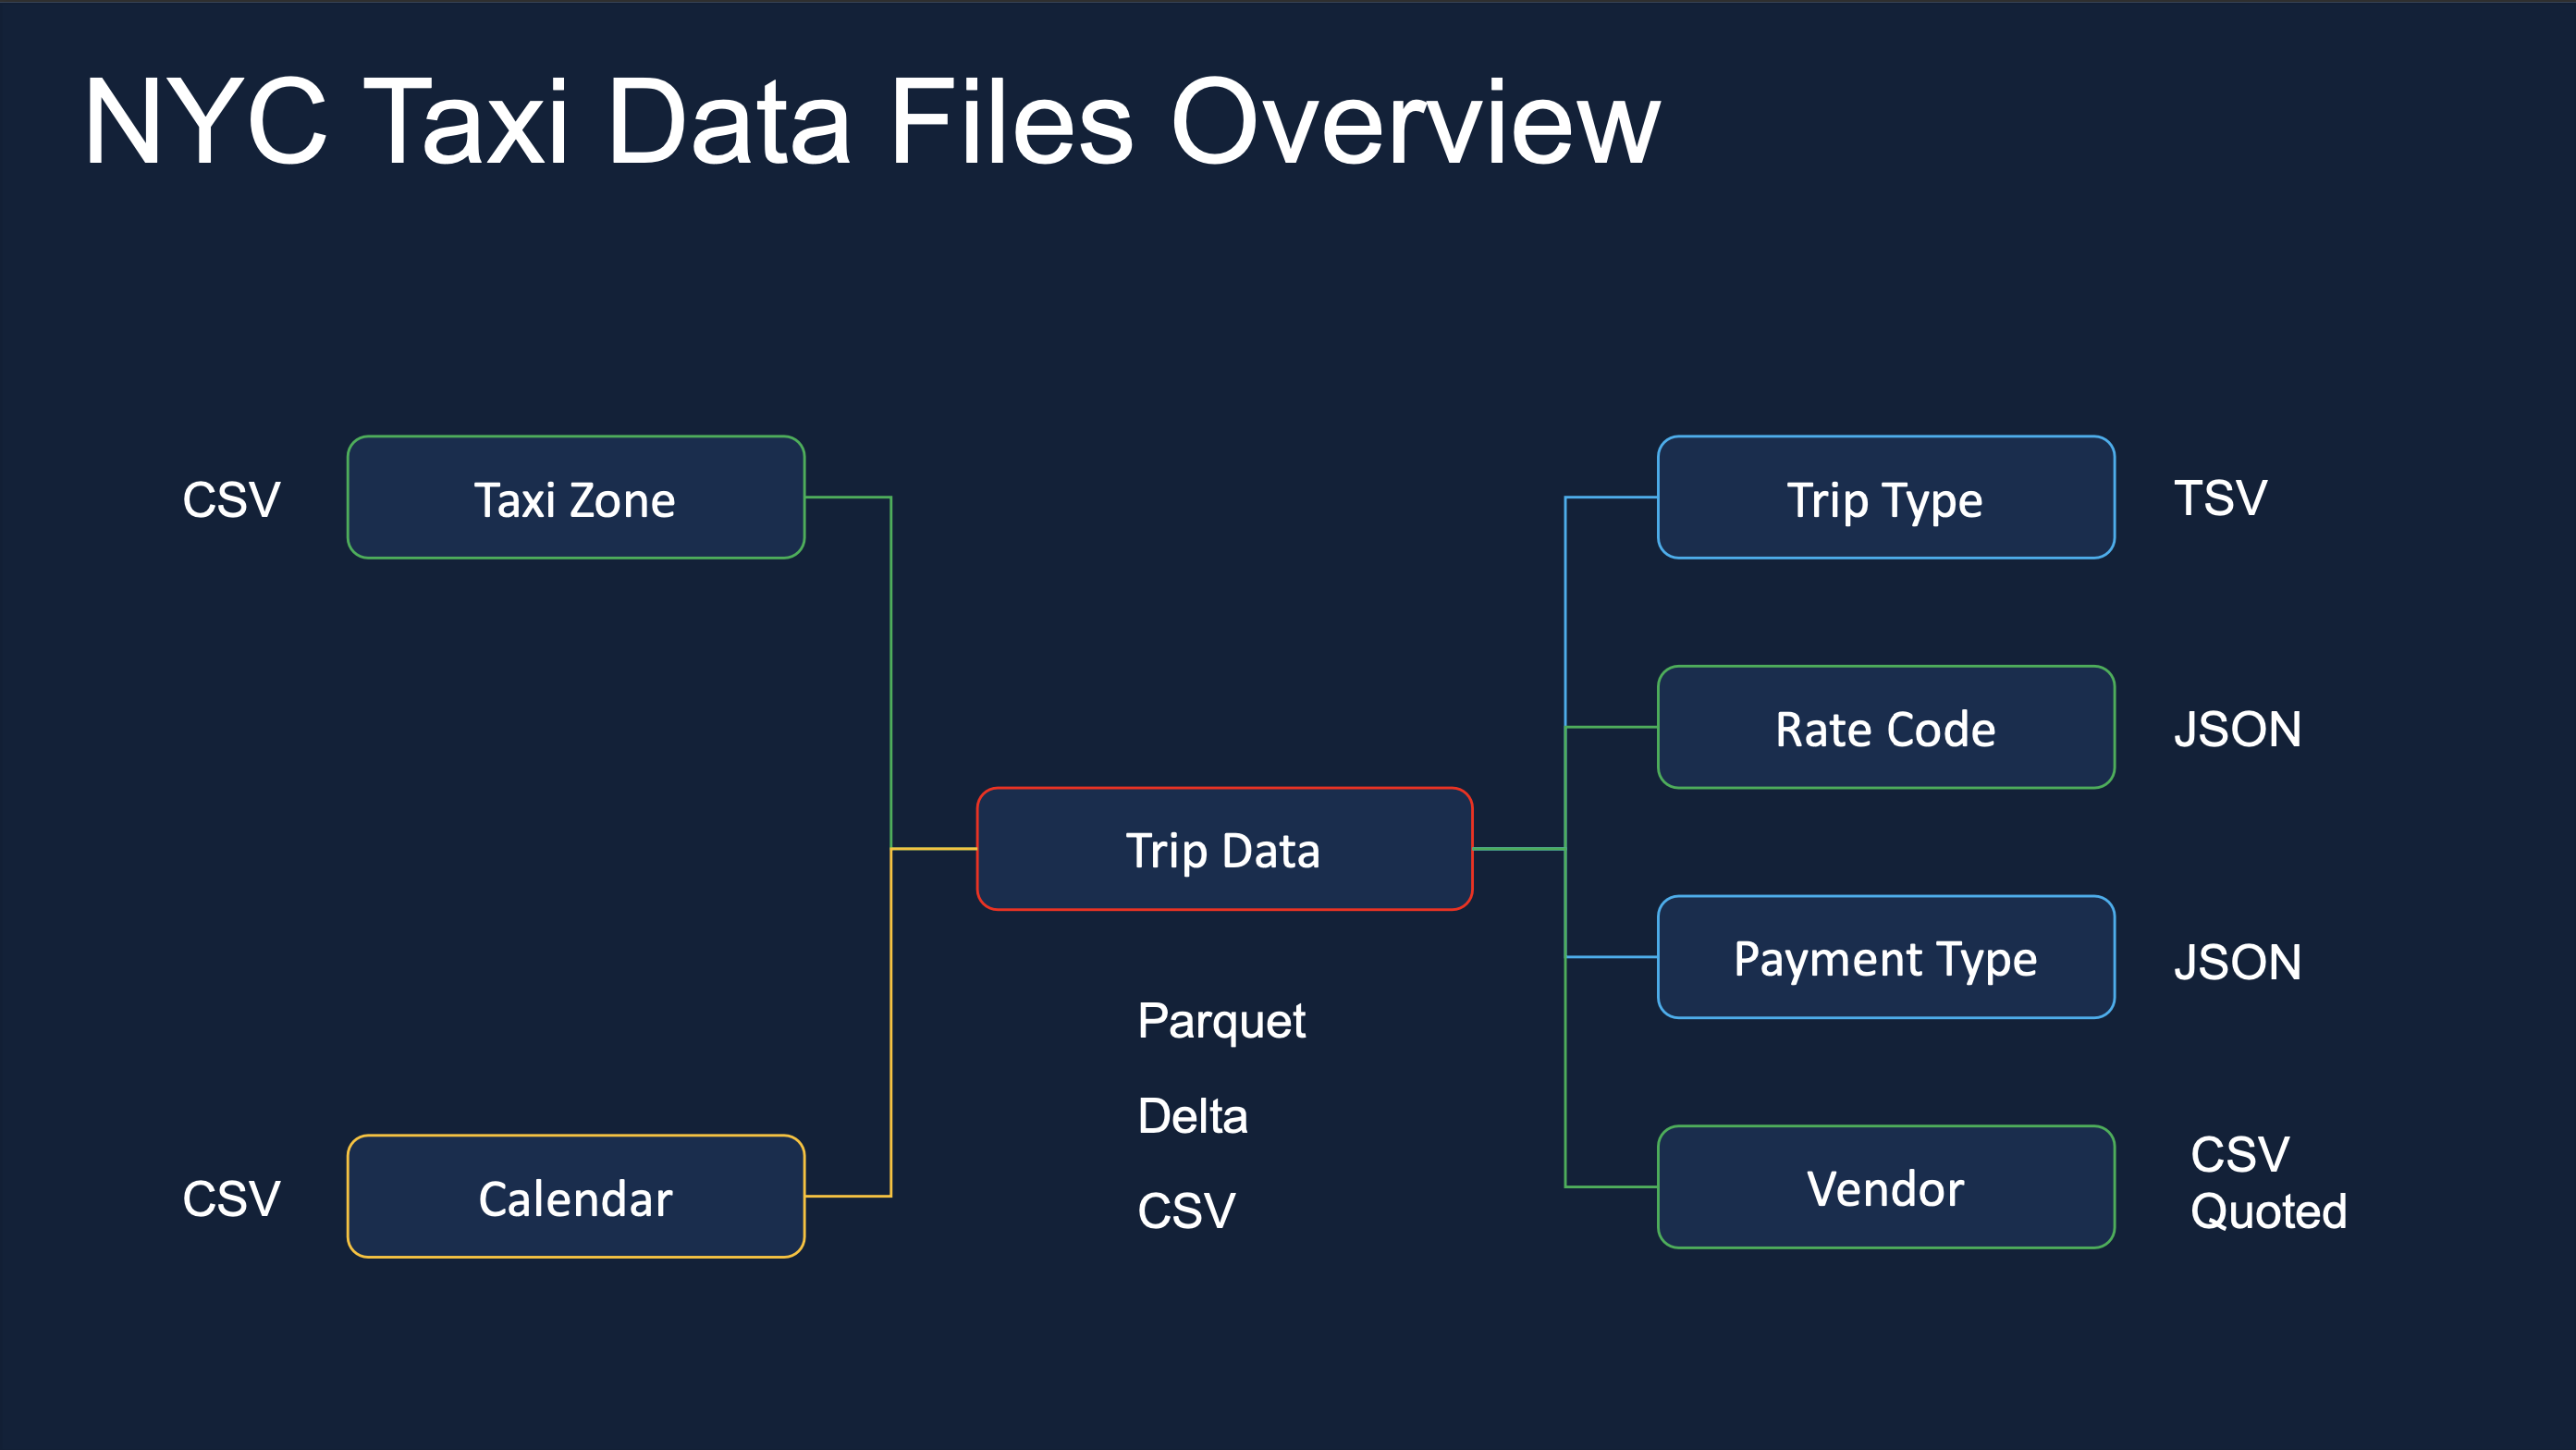 NYC Taxi Data Files Overview
CSV
Taxi Zone
Trip Type
TSV
Rate Code
JSON
Trip Data
Payment Type
JSON
Parquet
Delta
CSV
CSV
Calendar
Vendor
CSV
Quoted